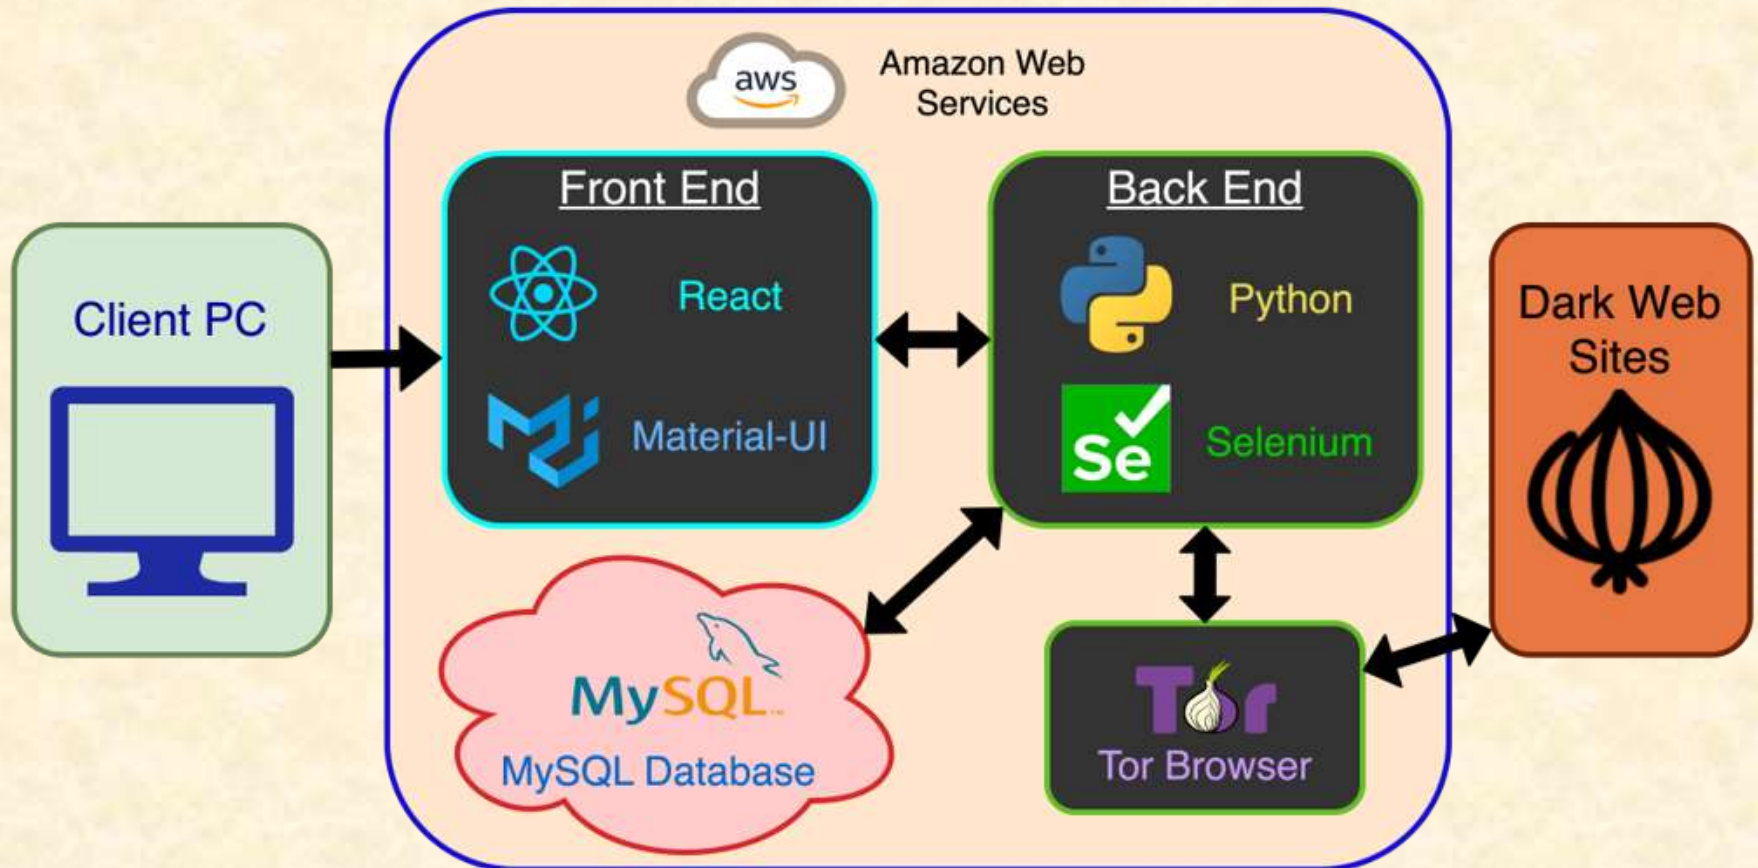 aws
Amazon Web
Services
Front End
React
Material-UI
Back End
Python
Se
Selenium
Client PC
Dark Web
Sites
MySQL
MySQL Database
Tor
Tor Browser